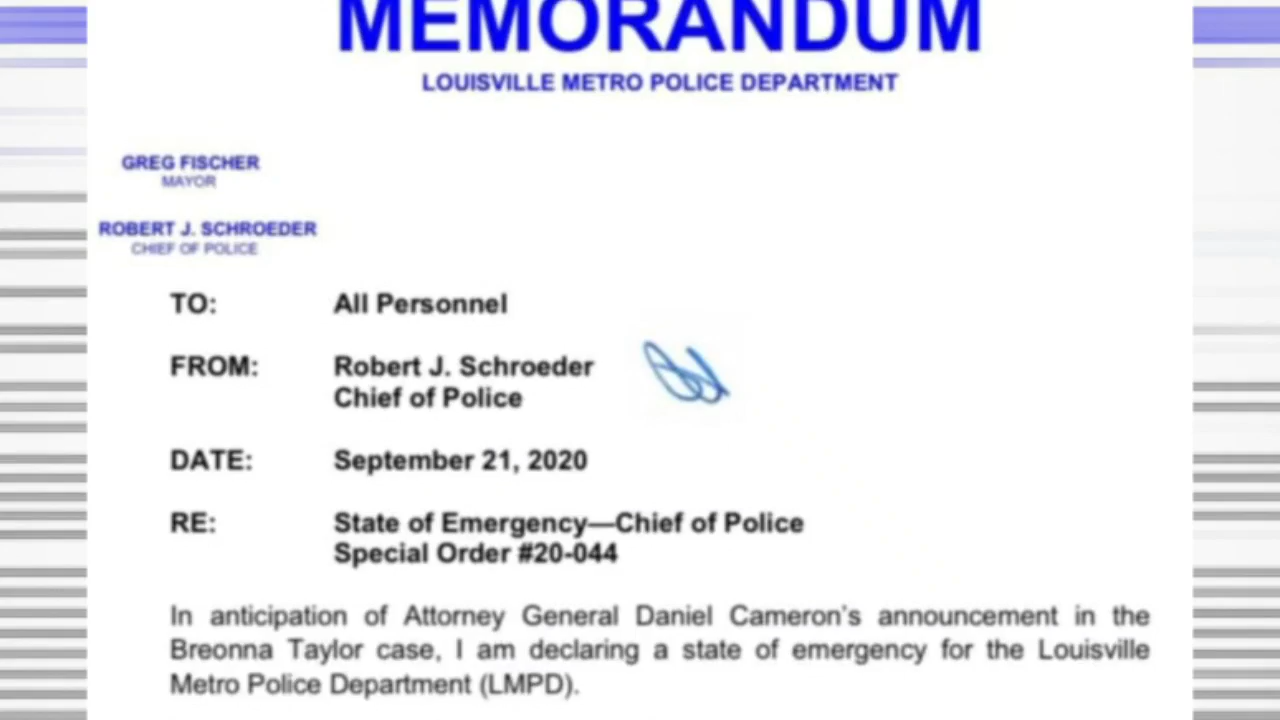 MEMORANDUM
LOUISVILLE METRO POLICE DEPARTMENT
GREG FISCHER
MAYOR
ROBERT J. SCHROEDER
CHIEF OF POLICE
TO: All Personnel
FROM: Robert J. Schroeder
Chief of Police
DATE: September 21, 2020
RE: State of Emergency—Chief of Police
Special Order #20-044
In anticipation of Attorney General Daniel Cameron's announcement in the
Breonna Taylor case, I am declaring a state of emergency for the Louisville
Metro Police Department (LMPD).